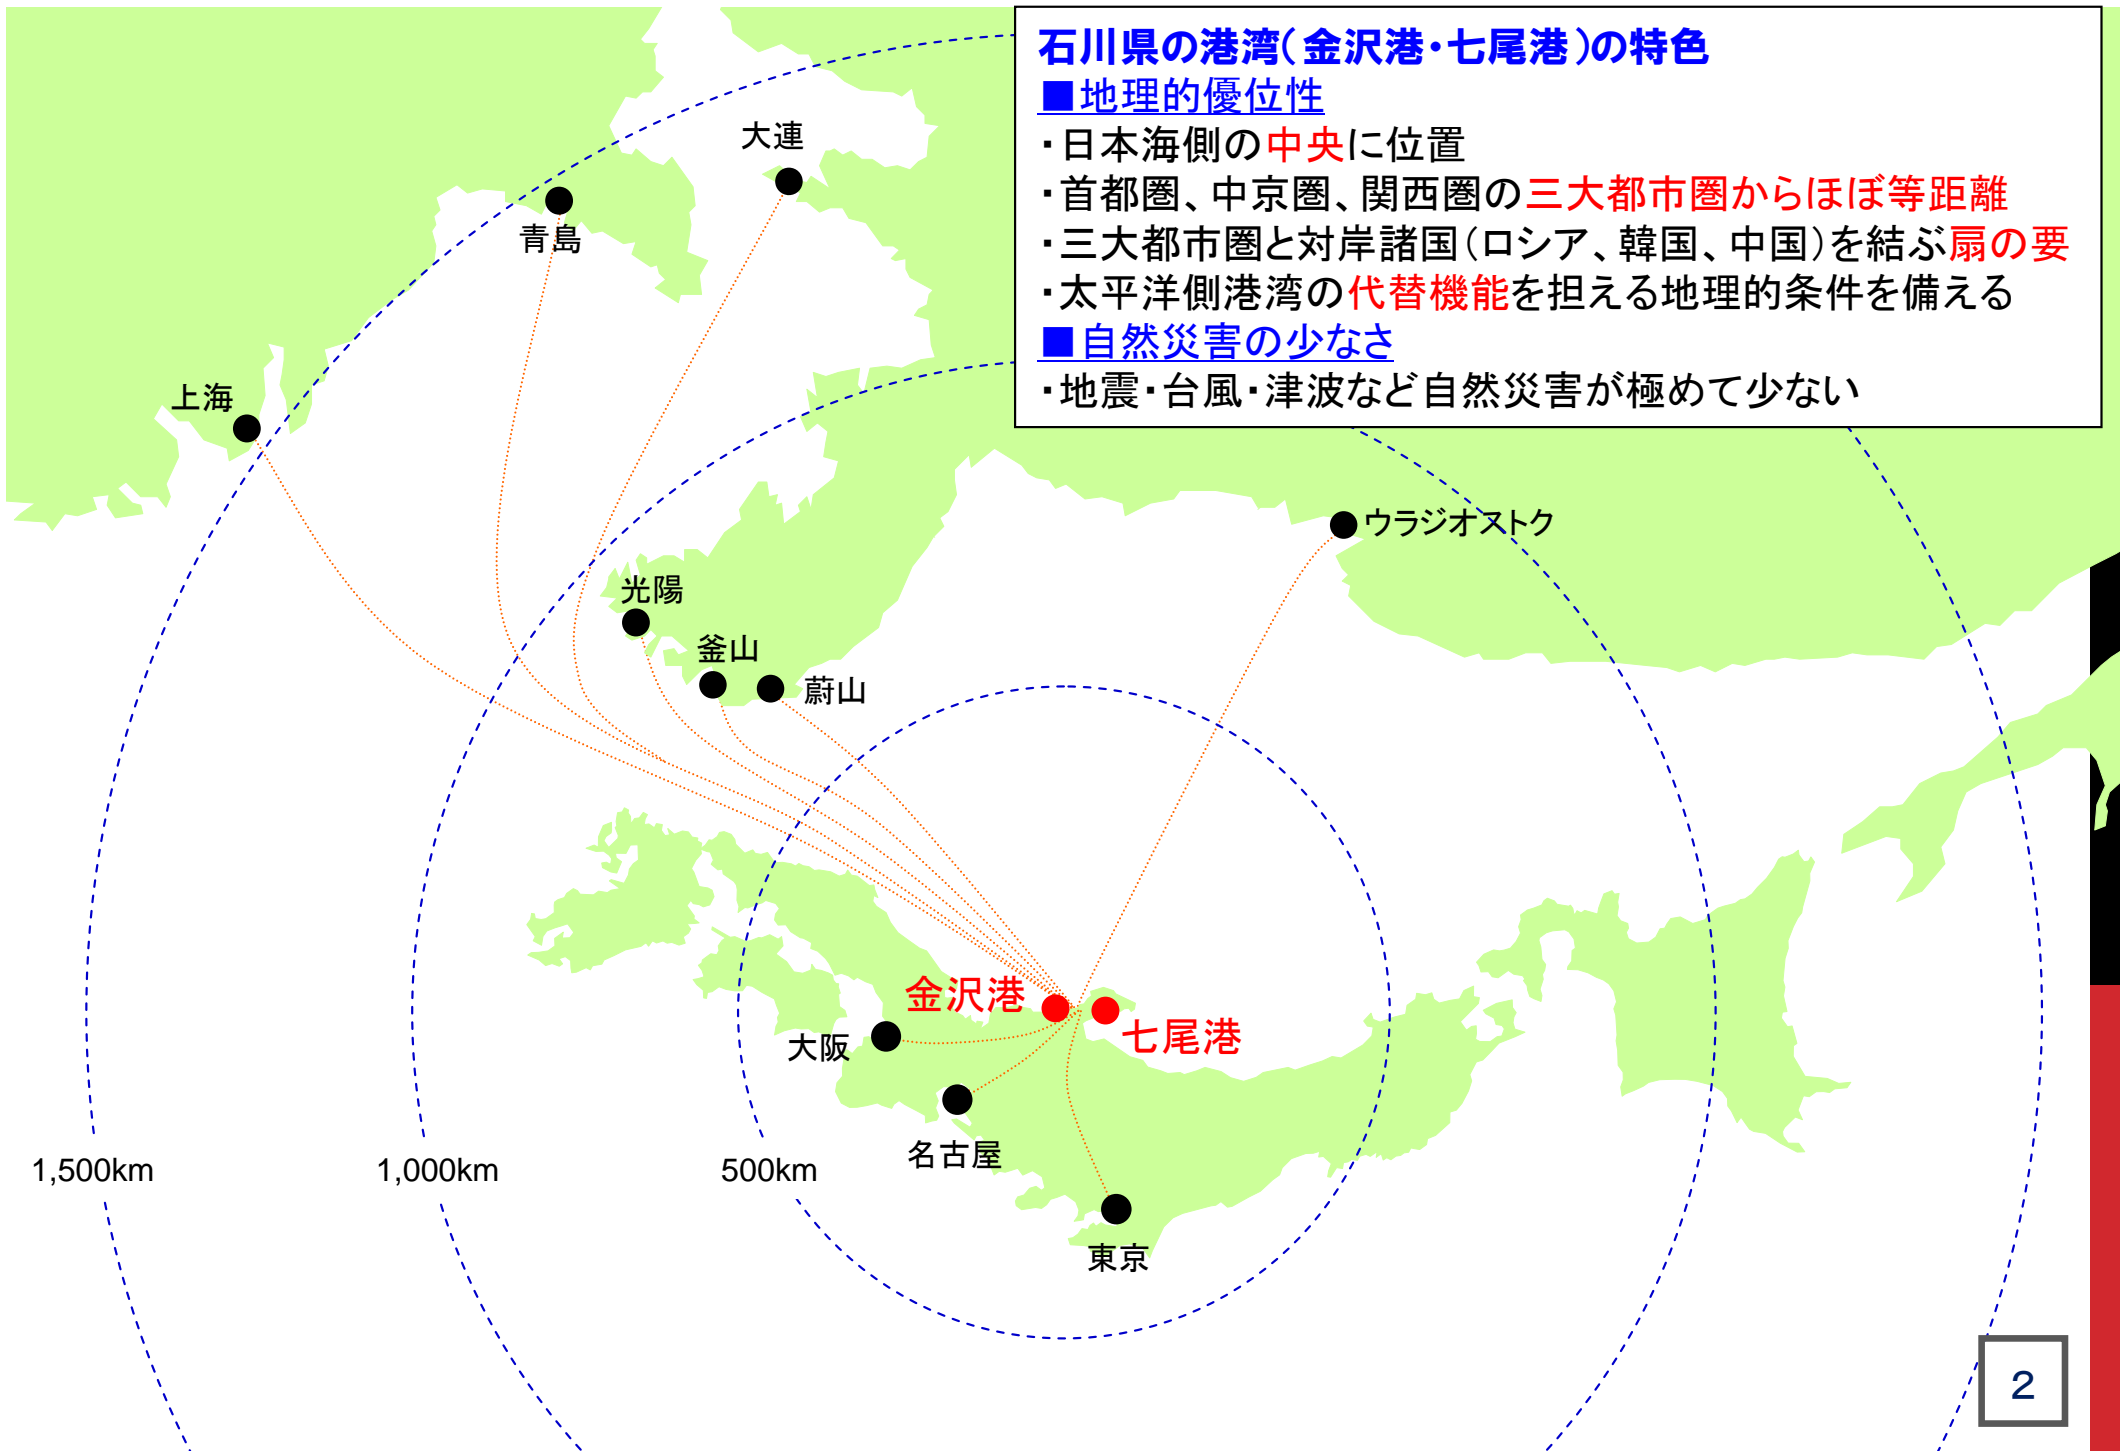 石川県の港湾(金沢港・七尾港)の特色
■地理的優位性
・日本海側の中央に位置
・首都圏、中京圏、関西圏の三大都市圏からほぼ等距離
・三大都市圏と対岸諸国(ロシア、韓国、中国)を結ぶ扇の要
・太平洋側港湾の代替機能を担える地理的条件を備える
■自然災害の少なさ
・地震・台風・津波など自然災害が極めて少ない
大連
青島
上海
ウラジオストク
光陽
釜山
蔚山
金沢港
七尾港
大阪
名古屋
東京
1,500km
1,000km
500km
2